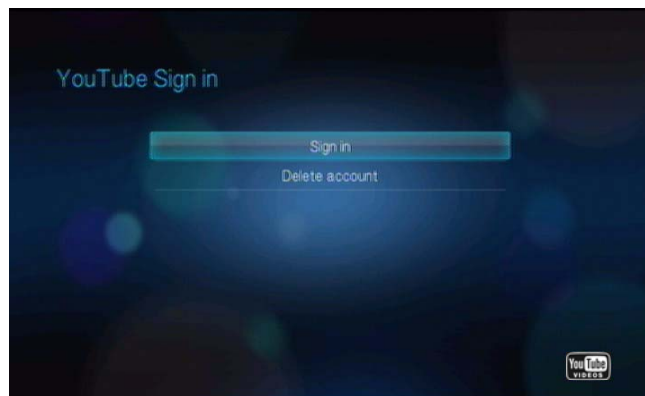 YouTube Sign in
Sign in
Delete account
You Tube
VIDEOS